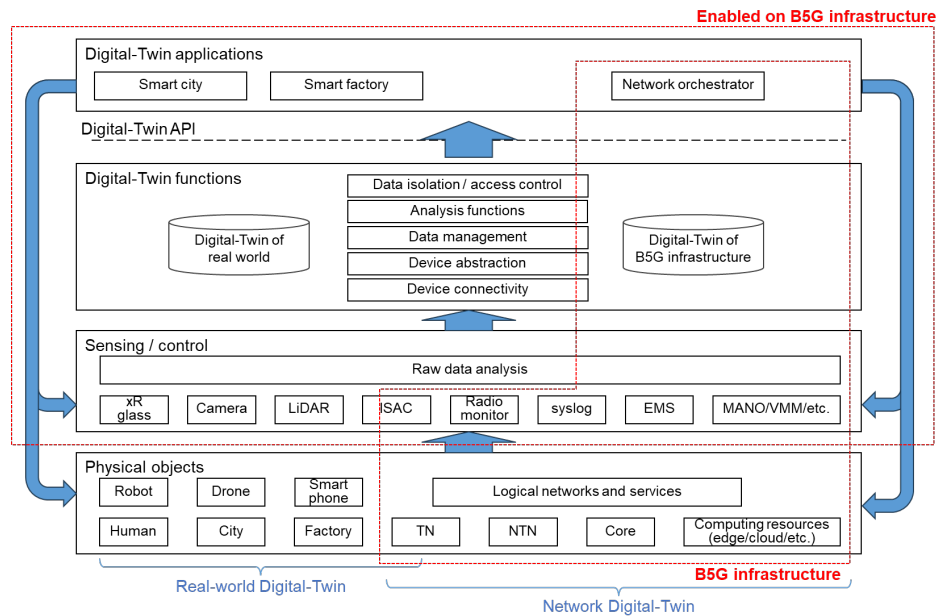 Enabled on B5G infrastructure
Digital-Twin applications
Smart city
Smart factory
Network orchestrator
Digital-Twin API
Digital-Twin functions
Data isolation / access control
Analysis functions
Data management
Device abstraction
Device connectivity
Digital-Twin of
real world
Digital-Twin of
B5G infrastructure
Sensing / control
Raw data analysis
xR
glass
Camera
LiDAR
ISAC
Radio
monitor
syslog
EMS
MANO/VMM/etc.
Physical objects
Robot
Drone
Smart
phone
Logical networks and services
Human
City
Factory
TN
NTN
Core
Computing resources
(edge/cloud/etc.)
B5G infrastructure
Real-world Digital-Twin
Network Digital-Twin